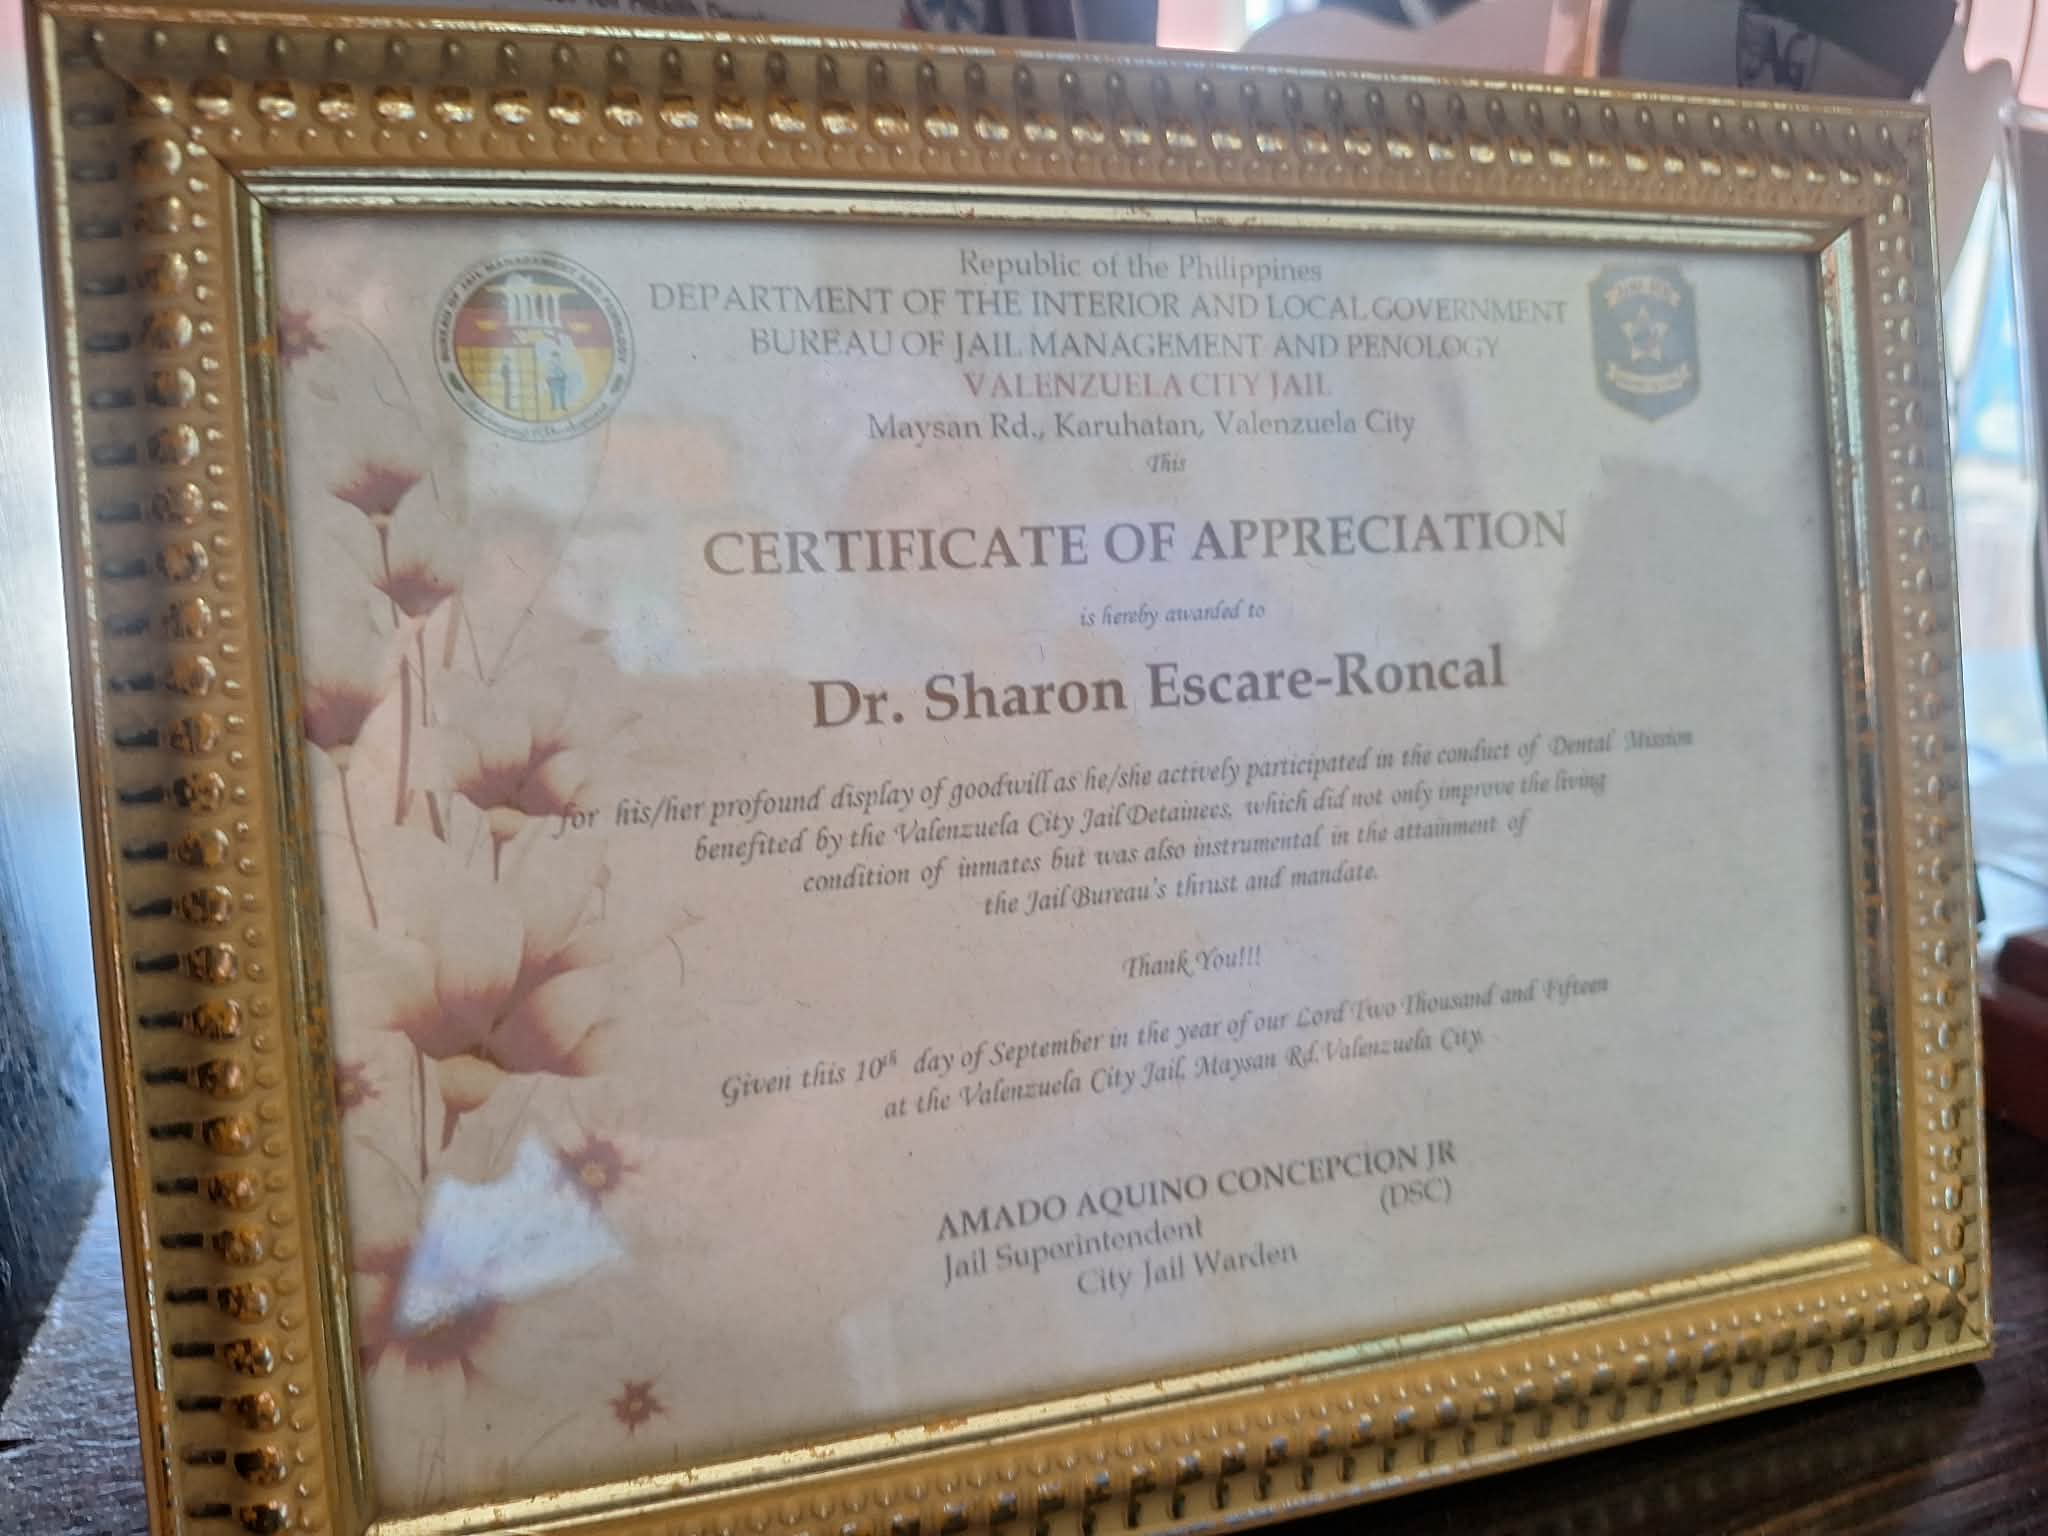 Republic of the Philippines
DEPARTMENT OF THE INTERIOR AND LOCAL GOVERNMENT
BUREAU OF JAIL MANAGEMENT AND PENOLOGY
VALENZUELA CITY JAIL
Maysan Rd., Karuhatan, Valenzuela City
This
CERTIFICATE OF APPRECIATION
is hereby awarded to
Dr. Sharon Escare-Roncal
for his/her profound display of goodwill as he/she actively participated in the conduct of Dental Mission
benefited by the Valenzuela City Jail Detainees, which did not only improve the living
condition of inmates but was also instrumental in the attainment of
the Jail Bureau's thrust and mandate.
Thank You!!!
Given this 10th day of September in the year of our Lord Two Thousand and Fifteen
at the Valenzuela City Jail, Maysan Rd. Valenzuela City.
AMADO AQUINO CONCEPCION JR
Jail Superintendent (DSC)
City Jail Warden
BUREAU OF JAIL MANAGEMENT AND PENOLOGY